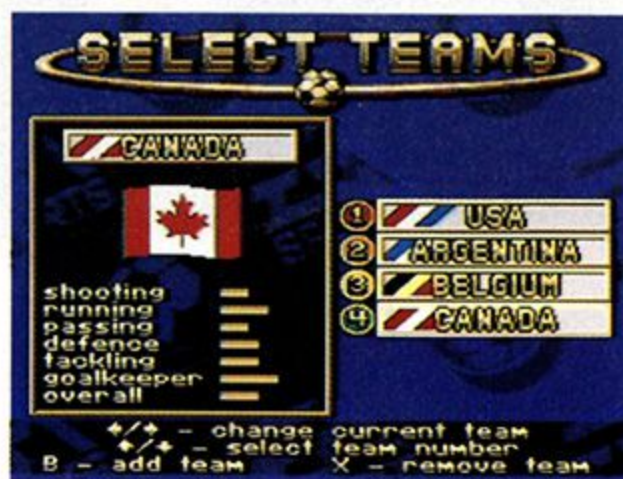 SELECT TEAMS
CANADA
shooting
running
passing
defence
tackling
goalkeeper
overall
1 USA
2 ARGENTINA
3 BELGIUM
4 CANADA
←/→ - change current team
↑/↓ - select team number
B - add team X - remove team